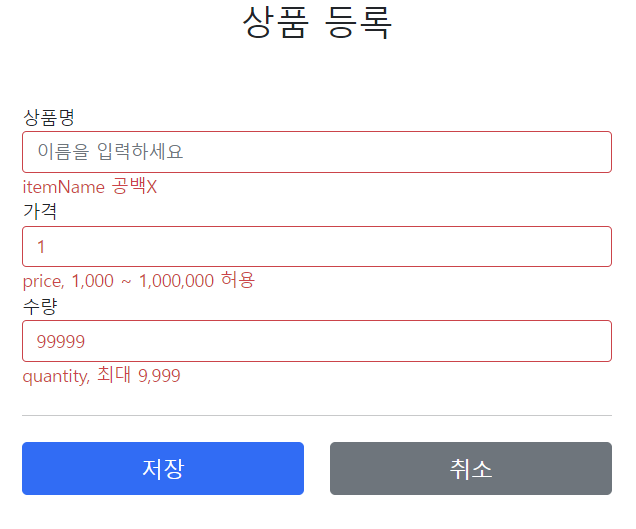 상품 등록
상품명
이름을 입력하세요
itemName 공백X
가격
1
price, 1,000 ~ 1,000,000 허용
수량
99999
quantity, 최대 9,999
저장 취소